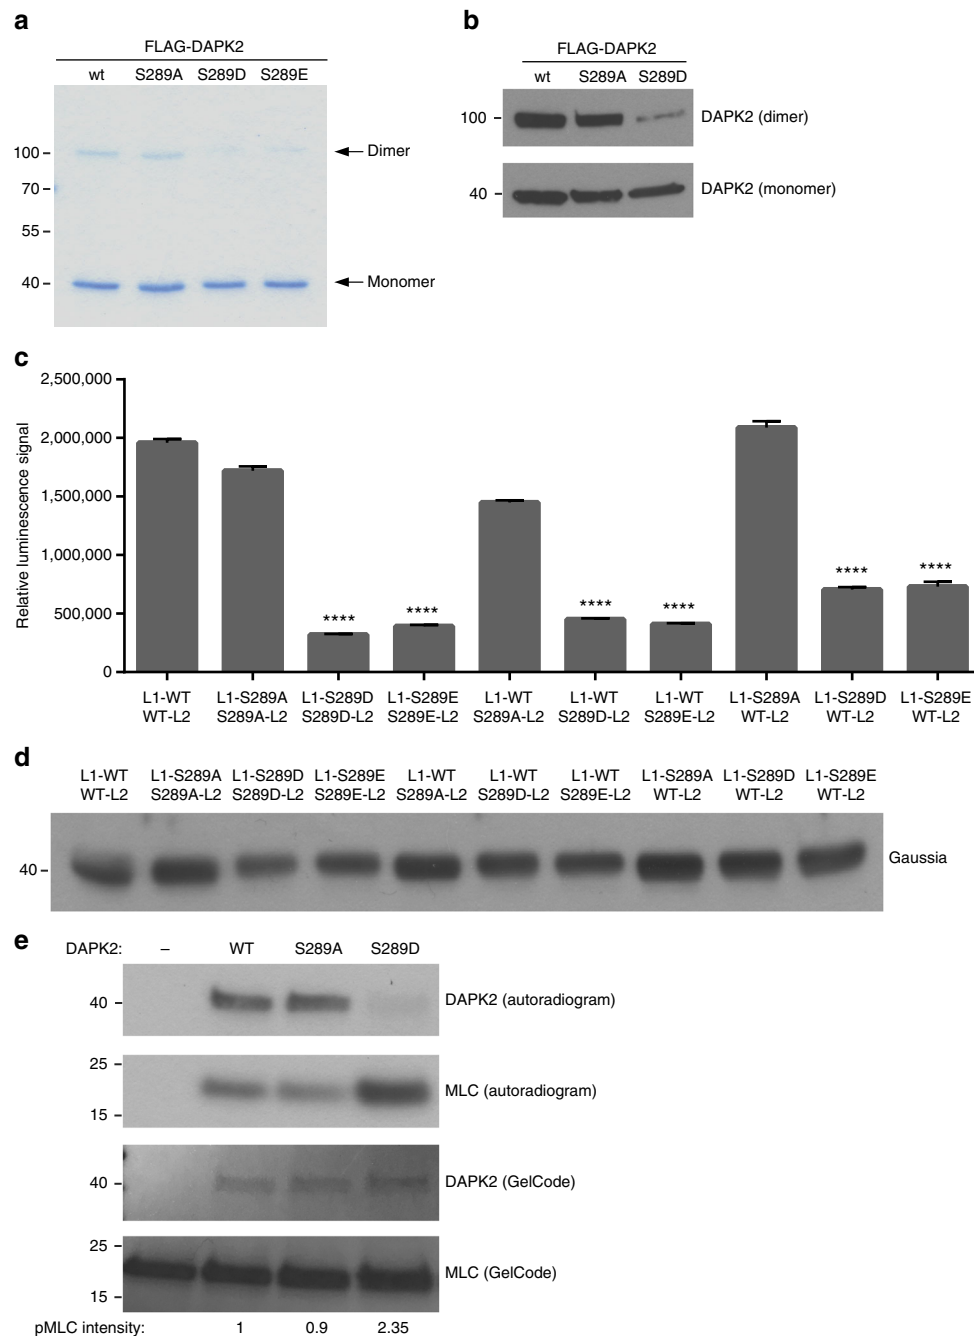 a
FLAG-DAPK2
wt S289A S289D S289E
100
70
55
40
Dimer
Monomer
b
FLAG-DAPK2
wt S289A S289D
100
DAPK2 (dimer)
40
DAPK2 (monomer)
c
Relative luminescence signal
2,500,000
2,000,000
1,500,000
1,000,000
500,000
0
**** **** **** **** **** ****
L1-WT L1-S289A L1-S289D L1-S289E L1-WT L1-WT L1-WT L1-S289A L1-S289D L1-S289E
WT-L2 S289A-L2 S289D-L2 S289E-L2 S289A-L2 S289D-L2 S289E-L2 WT-L2 WT-L2 WT-L2
d
L1-WT L1-S289A L1-S289D L1-S289E L1-WT L1-WT L1-WT L1-S289A L1-S289D L1-S289E
WT-L2 S289A-L2 S289D-L2 S289E-L2 S289A-L2 S289D-L2 S289E-L2 WT-L2 WT-L2 WT-L2
40
Gaussia
e
DAPK2: – WT S289A S289D
40
DAPK2 (autoradiogram)
25
MLC (autoradiogram)
15
40
DAPK2 (GelCode)
25
MLC (GelCode)
15
pMLC intensity: 1 0.9 2.35